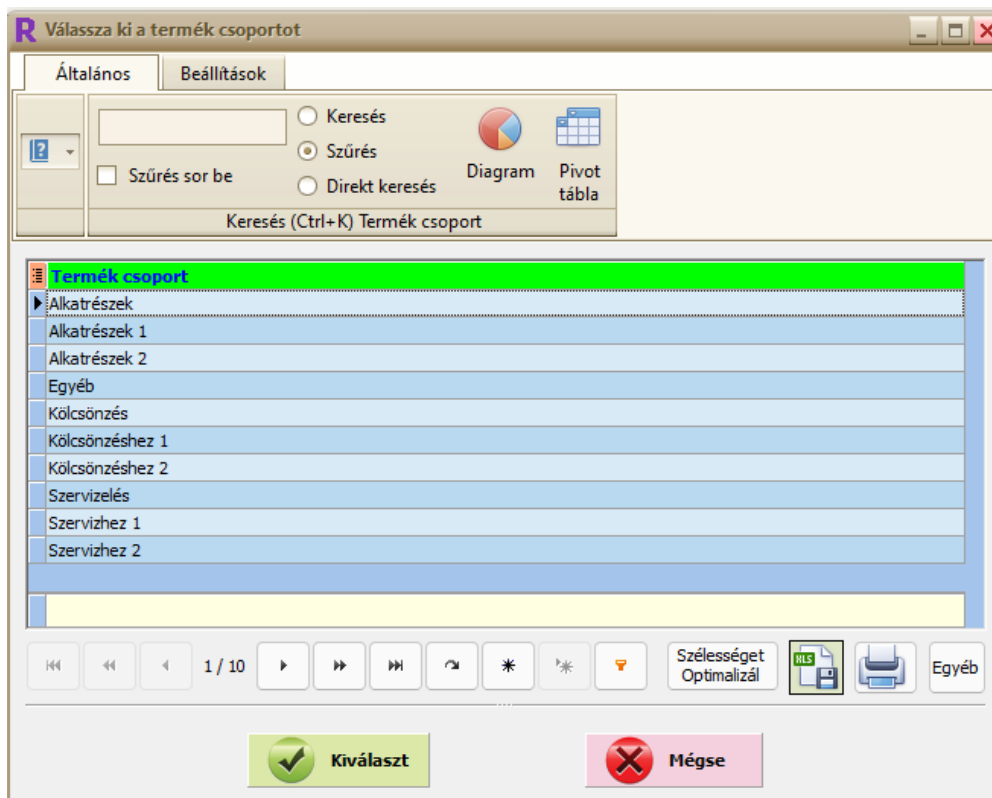 R Válassza ki a termék csoportot
Általános Beállítások
Keresés
Szűrés
Szűrés sor be
Direkt keresés
Diagram
Pivot
tábla
Keresés (Ctrl+K) Termék csoport
Termék csoport
Alkatrészek
Alkatrészek 1
Alkatrészek 2
Egyéb
Kölcsönzés
Kölcsönzéshez 1
Kölcsönzéshez 2
Szervizelés
Szervizhez 1
Szervizhez 2
1 / 10
Szélességet
Optimalizál
XLS
Egyéb
Kiválaszt
Mégse